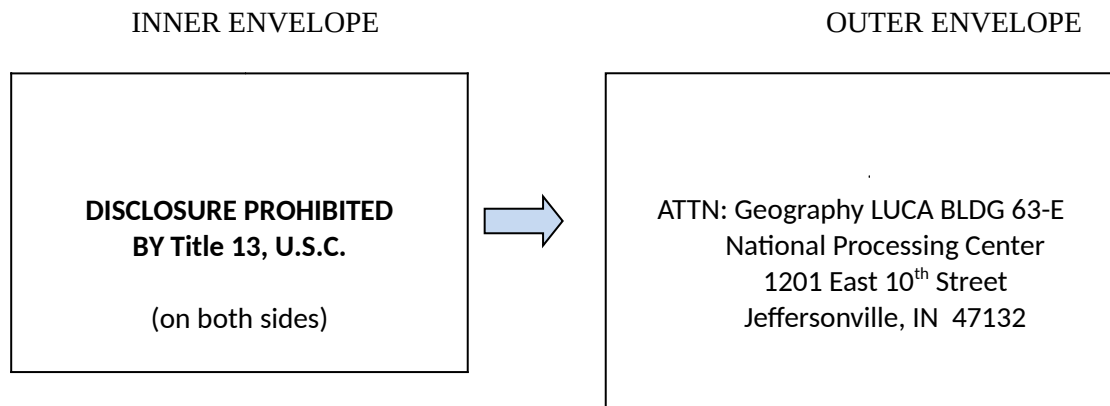 INNER ENVELOPE
OUTER ENVELOPE
DISCLOSURE PROHIBITED
BY Title 13, U.S.C.
(on both sides)
ATTN: Geography LUCA BLDG 63-E
National Processing Center
1201 East 10th Street
Jeffersonville, IN 47132